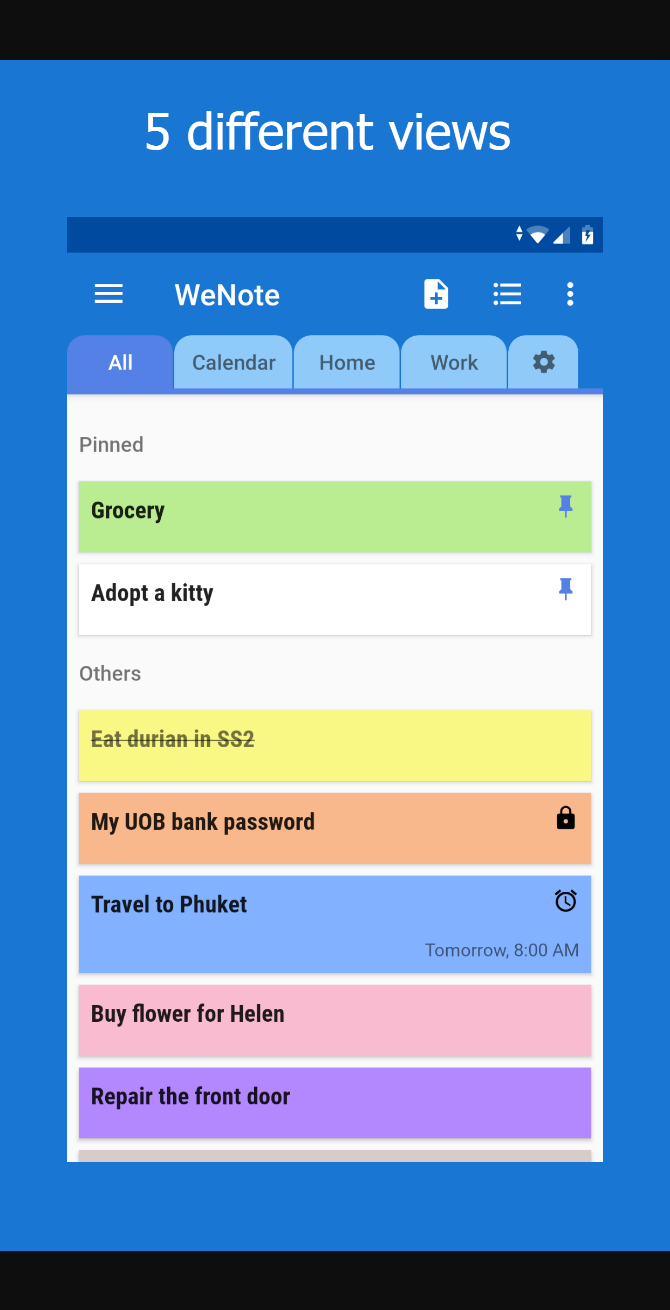 5 different views
WeNote
All Calendar Home Work
Pinned
Grocery
Adopt a kitty
Others
Eat durian in SS2
My UOB bank password
Travel to Phuket
Tomorrow, 8:00 AM
Buy flower for Helen
Repair the front door